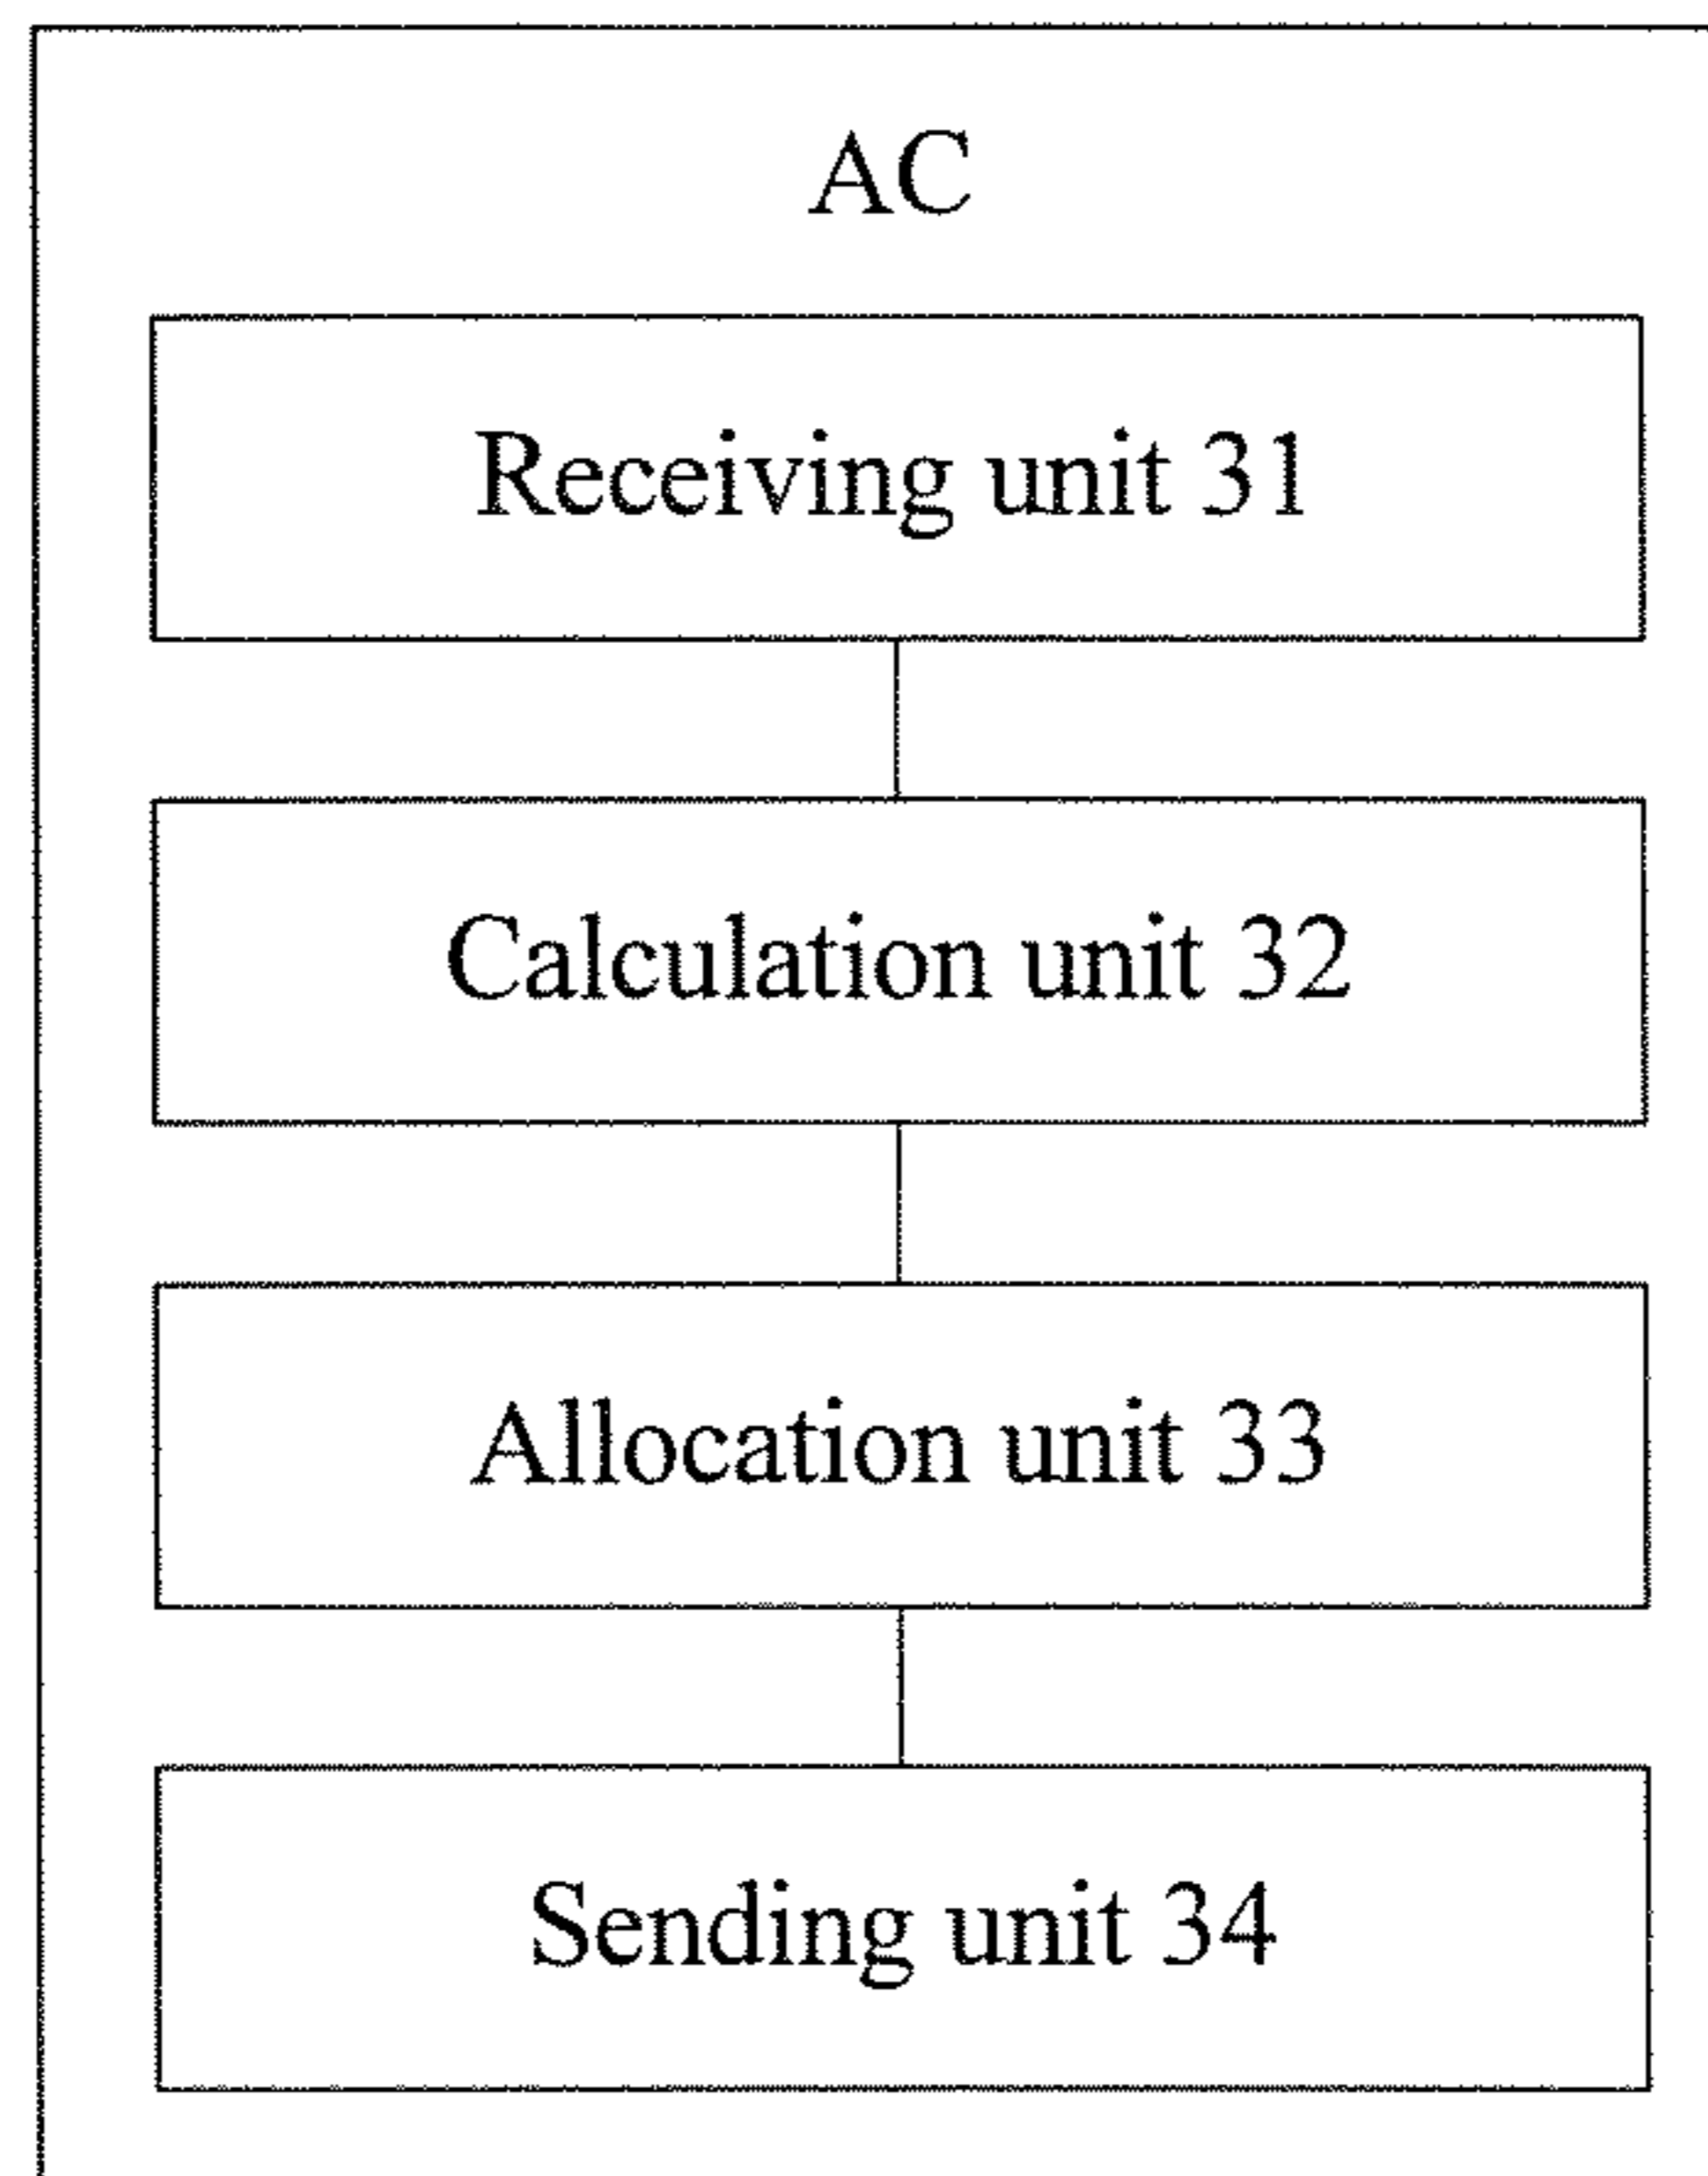 AC
Receiving unit 31
Calculation unit 32
Allocation unit 33
Sending unit 34